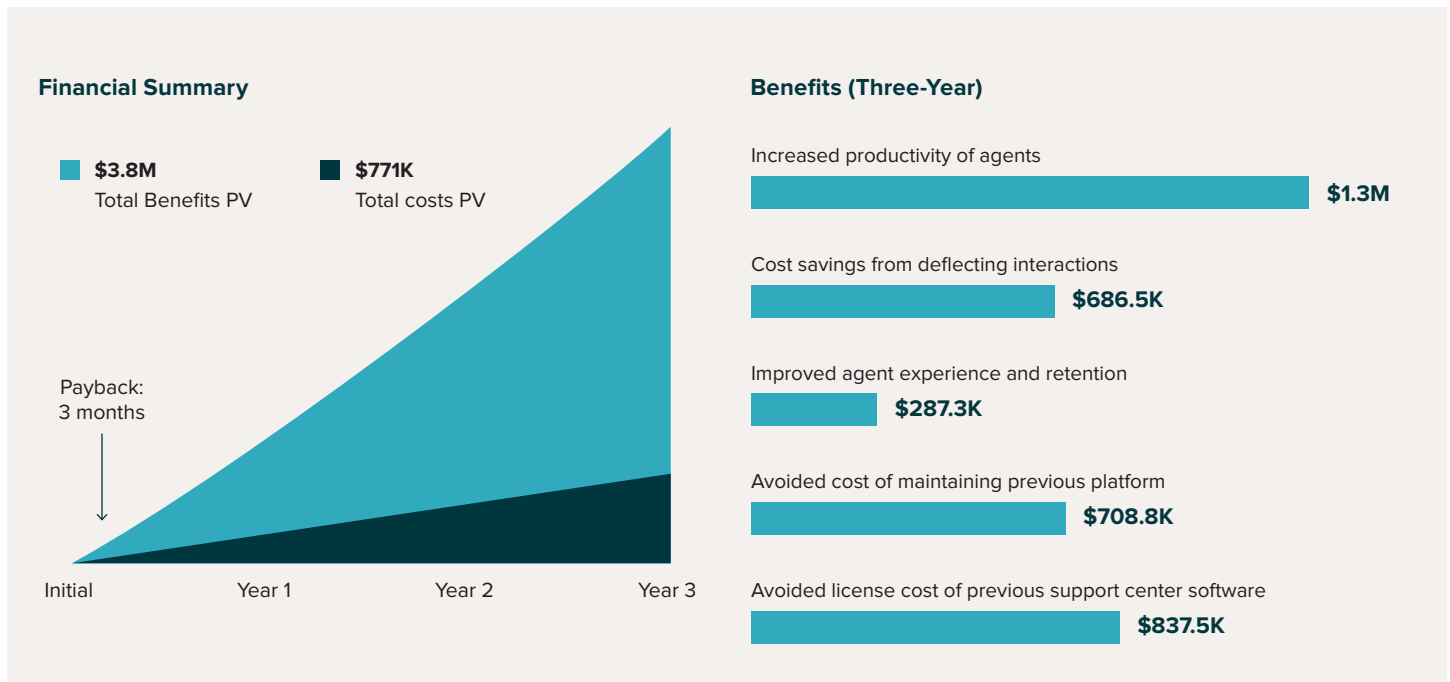 Financial Summary
$3.8M
Total Benefits PV
$771K
Total costs PV
Payback:
3 months
Initial
Year 1
Year 2
Year 3
Benefits (Three-Year)
Increased productivity of agents
$1.3M
Cost savings from deflecting interactions
$686.5K
Improved agent experience and retention
$287.3K
Avoided cost of maintaining previous platform
$708.8K
Avoided license cost of previous support center software
$837.5K